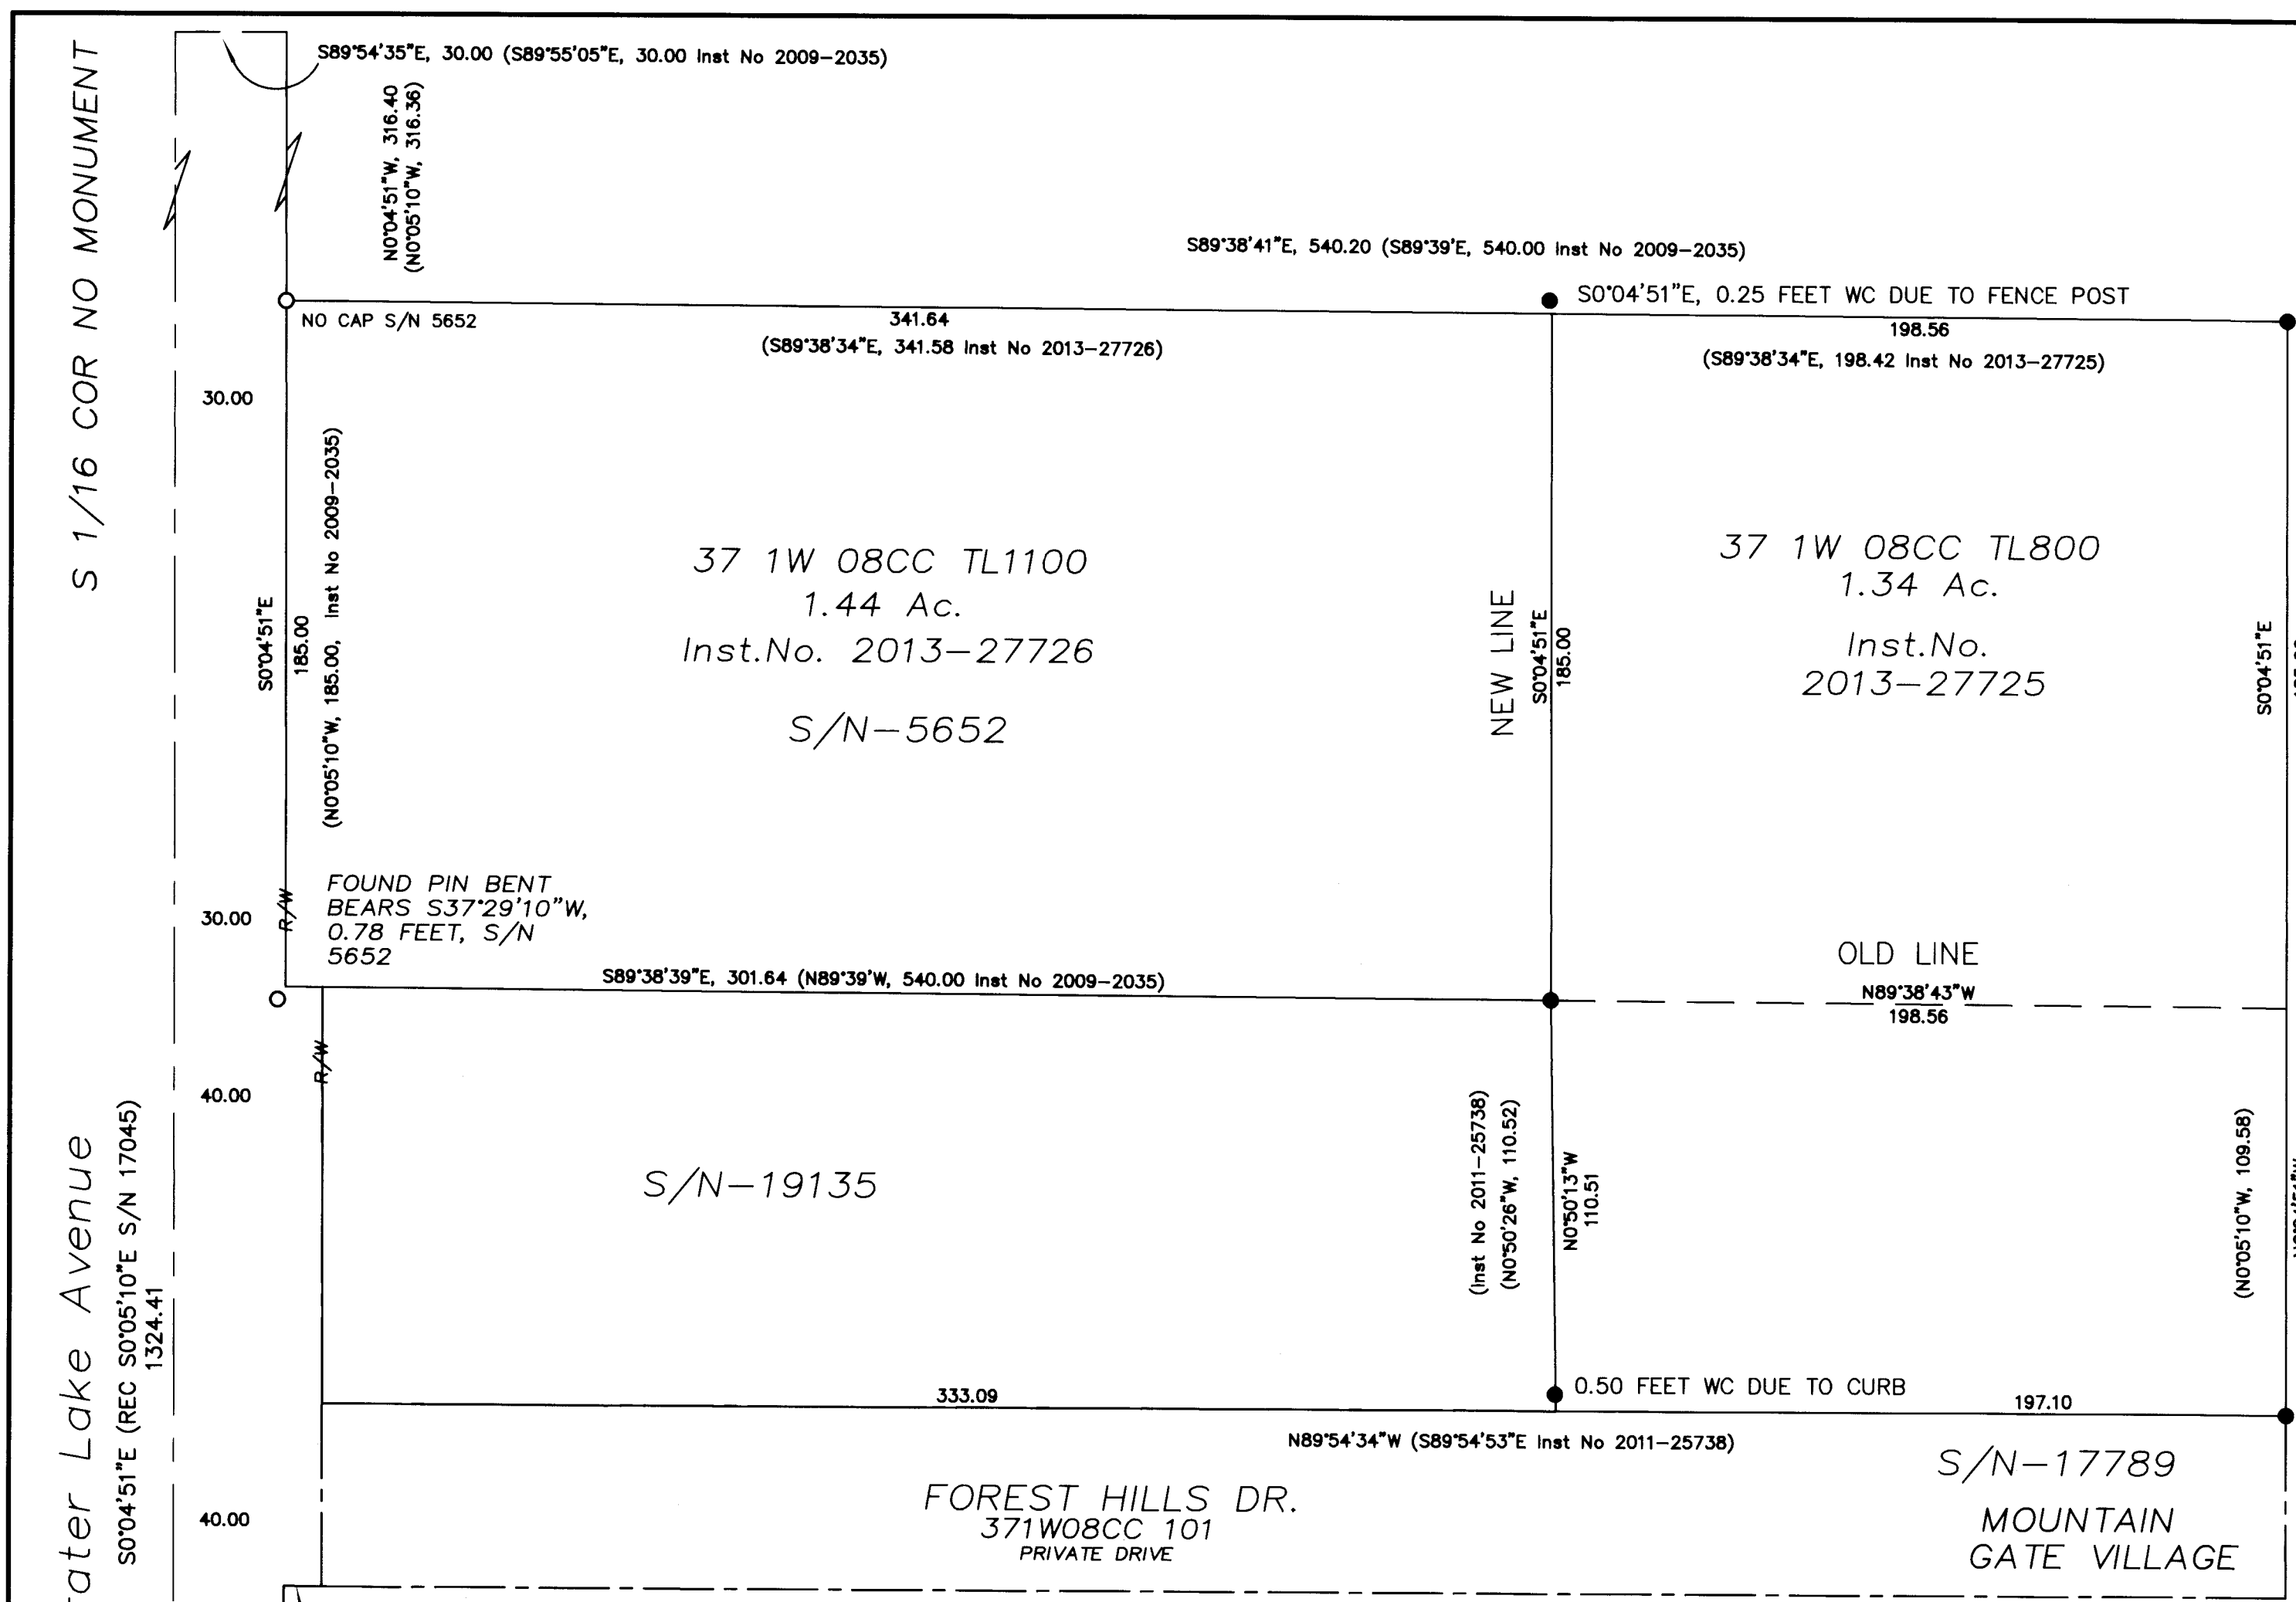 S89°54'35"E, 30.00 (S89°55'05"E, 30.00 Inst No 2009-2035)
S 1/16 COR NO MONUMENT
N0°04'51"W, 316.40
(N0°05'10"W, 316.36)
S89°38'41"E, 540.20 (S89°39'E, 540.00 Inst No 2009-2035)
S0°04'51"E, 0.25 FEET WC DUE TO FENCE POST
NO CAP S/N 5652
341.64
(S89°38'34"E, 341.58 Inst No 2013-27726)
198.56
(S89°38'34"E, 198.42 Inst No 2013-27725)
30.00
S0°04'51"E
185.00
(N0°05'10"W, 185.00, Inst No 2009-2035)
37 1W 08CC TL1100
1.44 Ac.
Inst.No. 2013-27726
S/N-5652
NEW LINE
S0°04'51"E
185.00
37 1W 08CC TL800
1.34 Ac.
Inst.No.
2013-27725
S0°04'51"E
30.00
R/W
FOUND PIN BENT
BEARS S37°29'10"W,
0.78 FEET, S/N
5652
S89°38'39"E, 301.64 (N89°39'W, 540.00 Inst No 2009-2035)
OLD LINE
N89°38'43"W
198.56
R/W
40.00
S/N-19135
(Inst No 2011-25738)
(N0°50'26"W, 110.52)
N0°50'13"W
110.51
(N0°05'10"W, 109.58)
ater Lake Avenue
S0°04'51"E (REC S0°05'10"E S/N 17045)
1324.41
333.09
0.50 FEET WC DUE TO CURB
197.10
N89°54'34"W (S89°54'53"E Inst No 2011-25738)
S/N-17789
MOUNTAIN
GATE VILLAGE
FOREST HILLS DR.
371W08CC 101
PRIVATE DRIVE
40.00